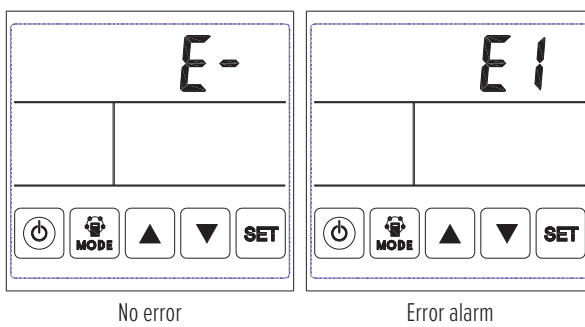 E- E1
MODE SET MODE SET
No error Error alarm